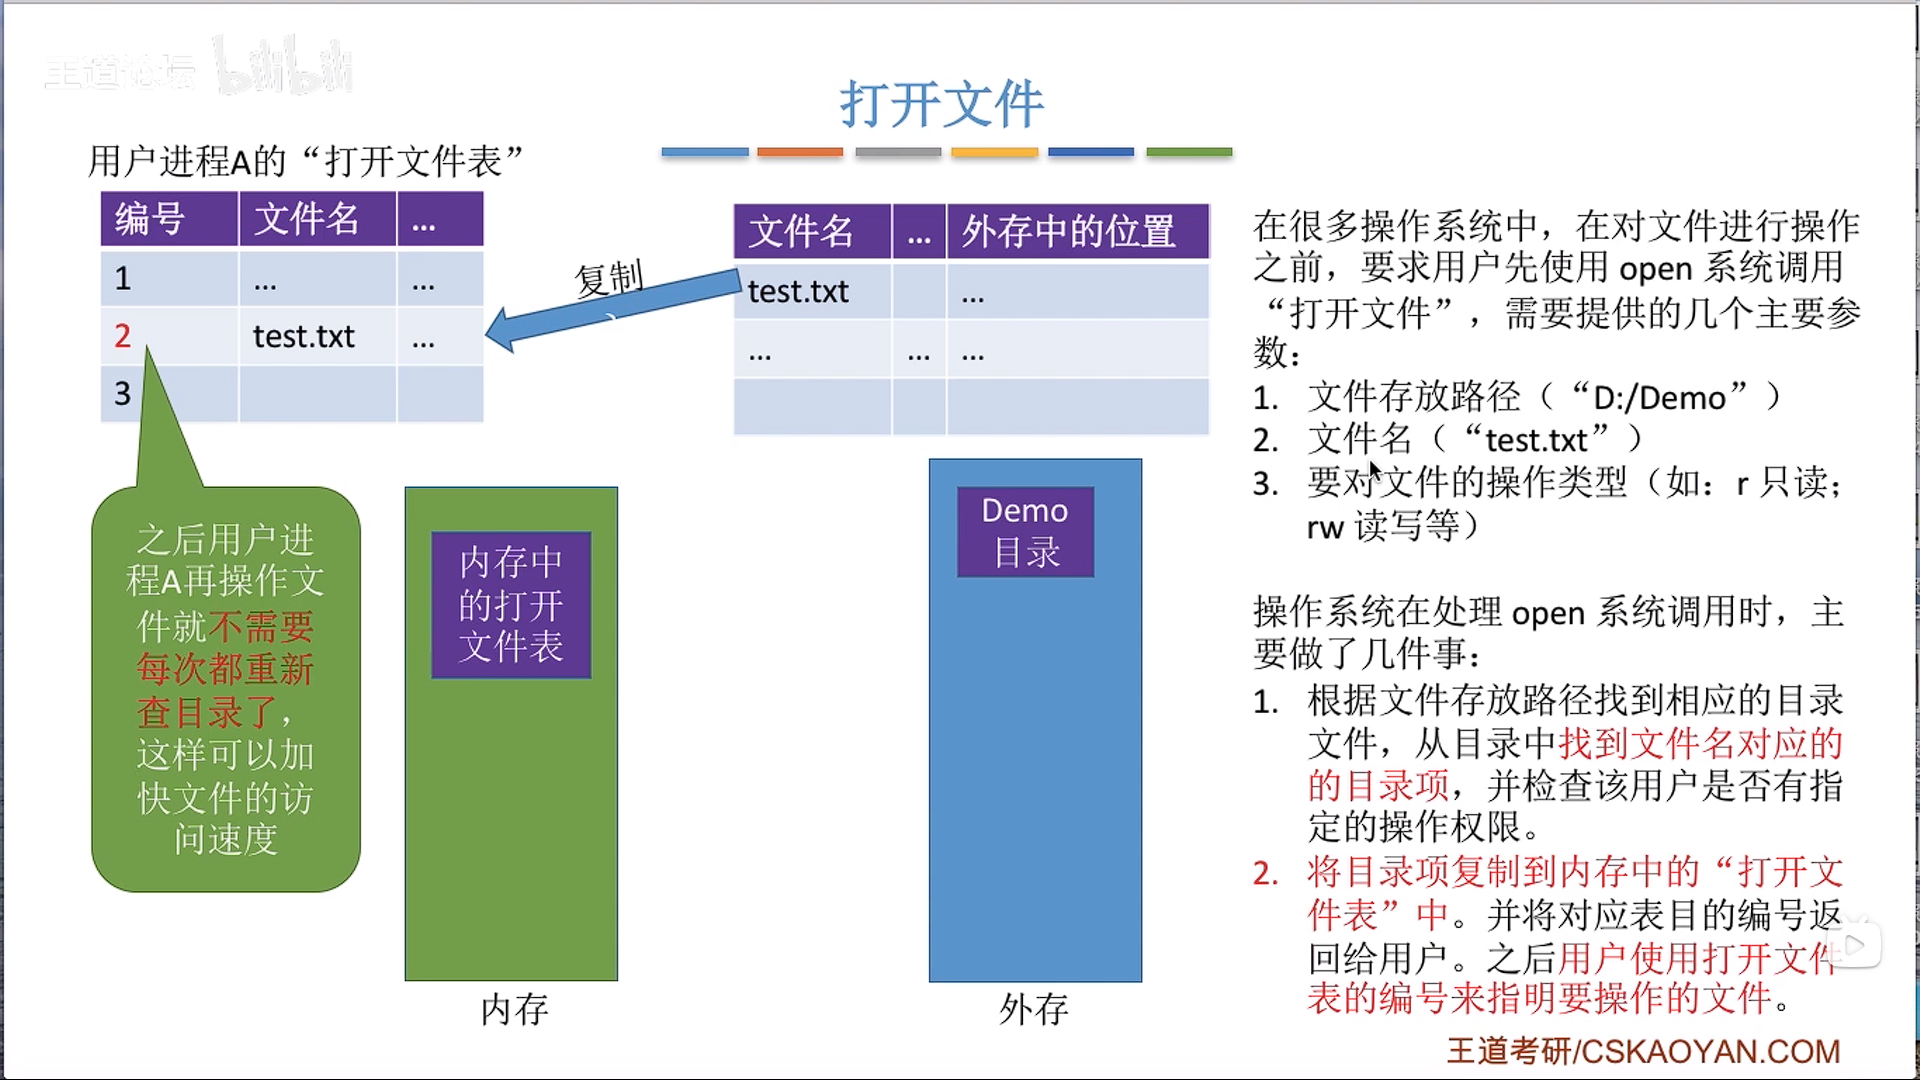 王道论坛 bilibili
打开文件
用户进程A的“打开文件表”
编号 文件名 ...
1 ... ...
2 test.txt ...
3
复制
文件名 ... 外存中的位置
test.txt ...
... ... ...
之后用户进
程A再操作文
件就不需要
每次都重新
查目录了，
这样可以加
快文件的访
问速度
内存中
的打开
文件表
内存
Demo
目录
外存
在很多操作系统中，在对文件进行操作
之前，要求用户先使用 open 系统调用
“打开文件”，需要提供的几个主要参
数：
1. 文件存放路径（“D:/Demo”）
2. 文件名（“test.txt”）
3. 要对文件的操作类型（如：r 只读；
rw 读写等）
操作系统在处理 open 系统调用时，主
要做了几件事：
1. 根据文件存放路径找到相应的目录
文件，从目录中找到文件名对应的
的目录项，并检查该用户是否有指
定的操作权限。
2. 将目录项复制到内存中的“打开文
件表”中。并将对应表目的编号返
回给用户。之后用户使用打开文件
表的编号来指明要操作的文件。
王道考研/CSKAOYAN.COM